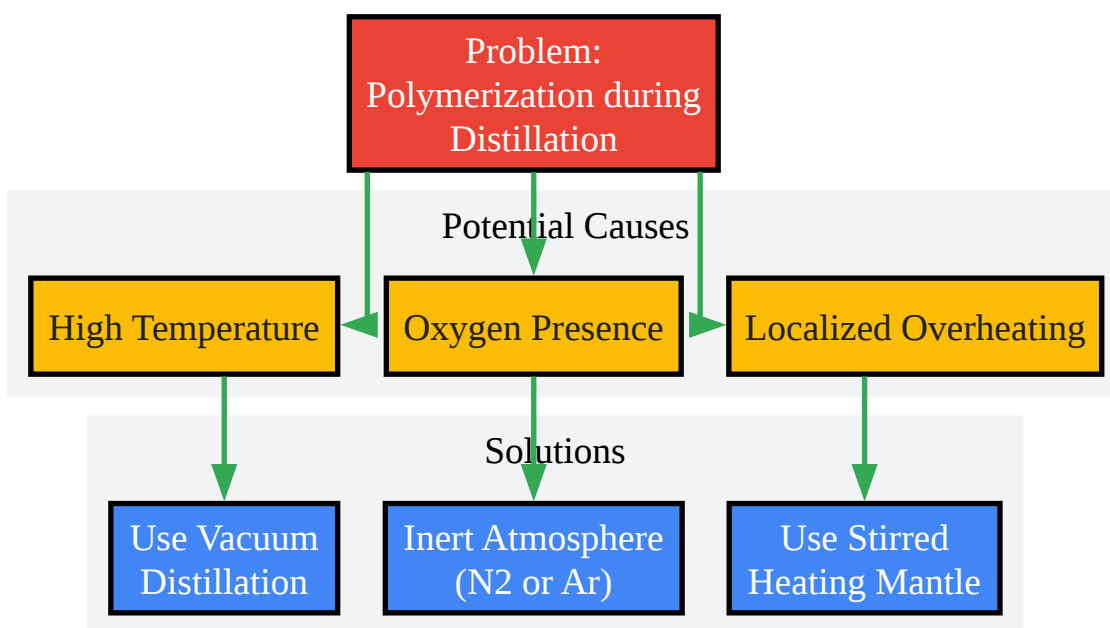 Problem:
Polymerization during
Distillation
Potential Causes
High Temperature
Oxygen Presence
Localized Overheating
Solutions
Use Vacuum
Distillation
Inert Atmosphere
(N2 or Ar)
Use Stirred
Heating Mantle